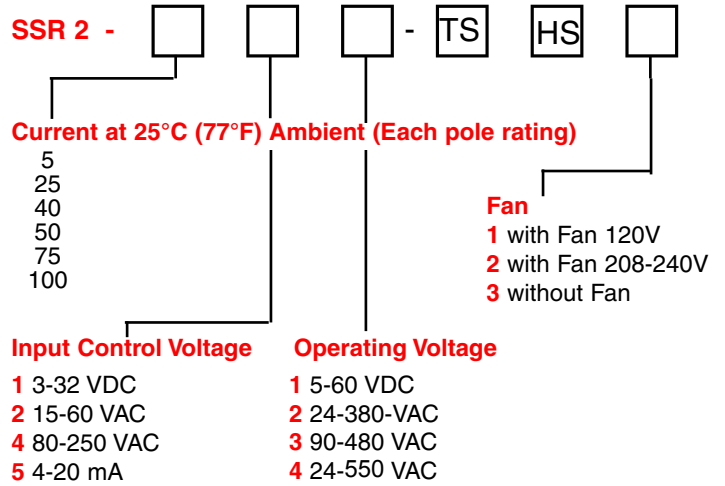 SSR 2 - - TS HS
Current at 25°C (77°F) Ambient (Each pole rating)
5
25
40
50
75
100
Fan
1 with Fan 120V
2 with Fan 208-240V
3 without Fan
Input Control Voltage
1 3-32 VDC
2 15-60 VAC
4 80-250 VAC
5 4-20 mA
Operating Voltage
1 5-60 VDC
2 24-380-VAC
3 90-480 VAC
4 24-550 VAC